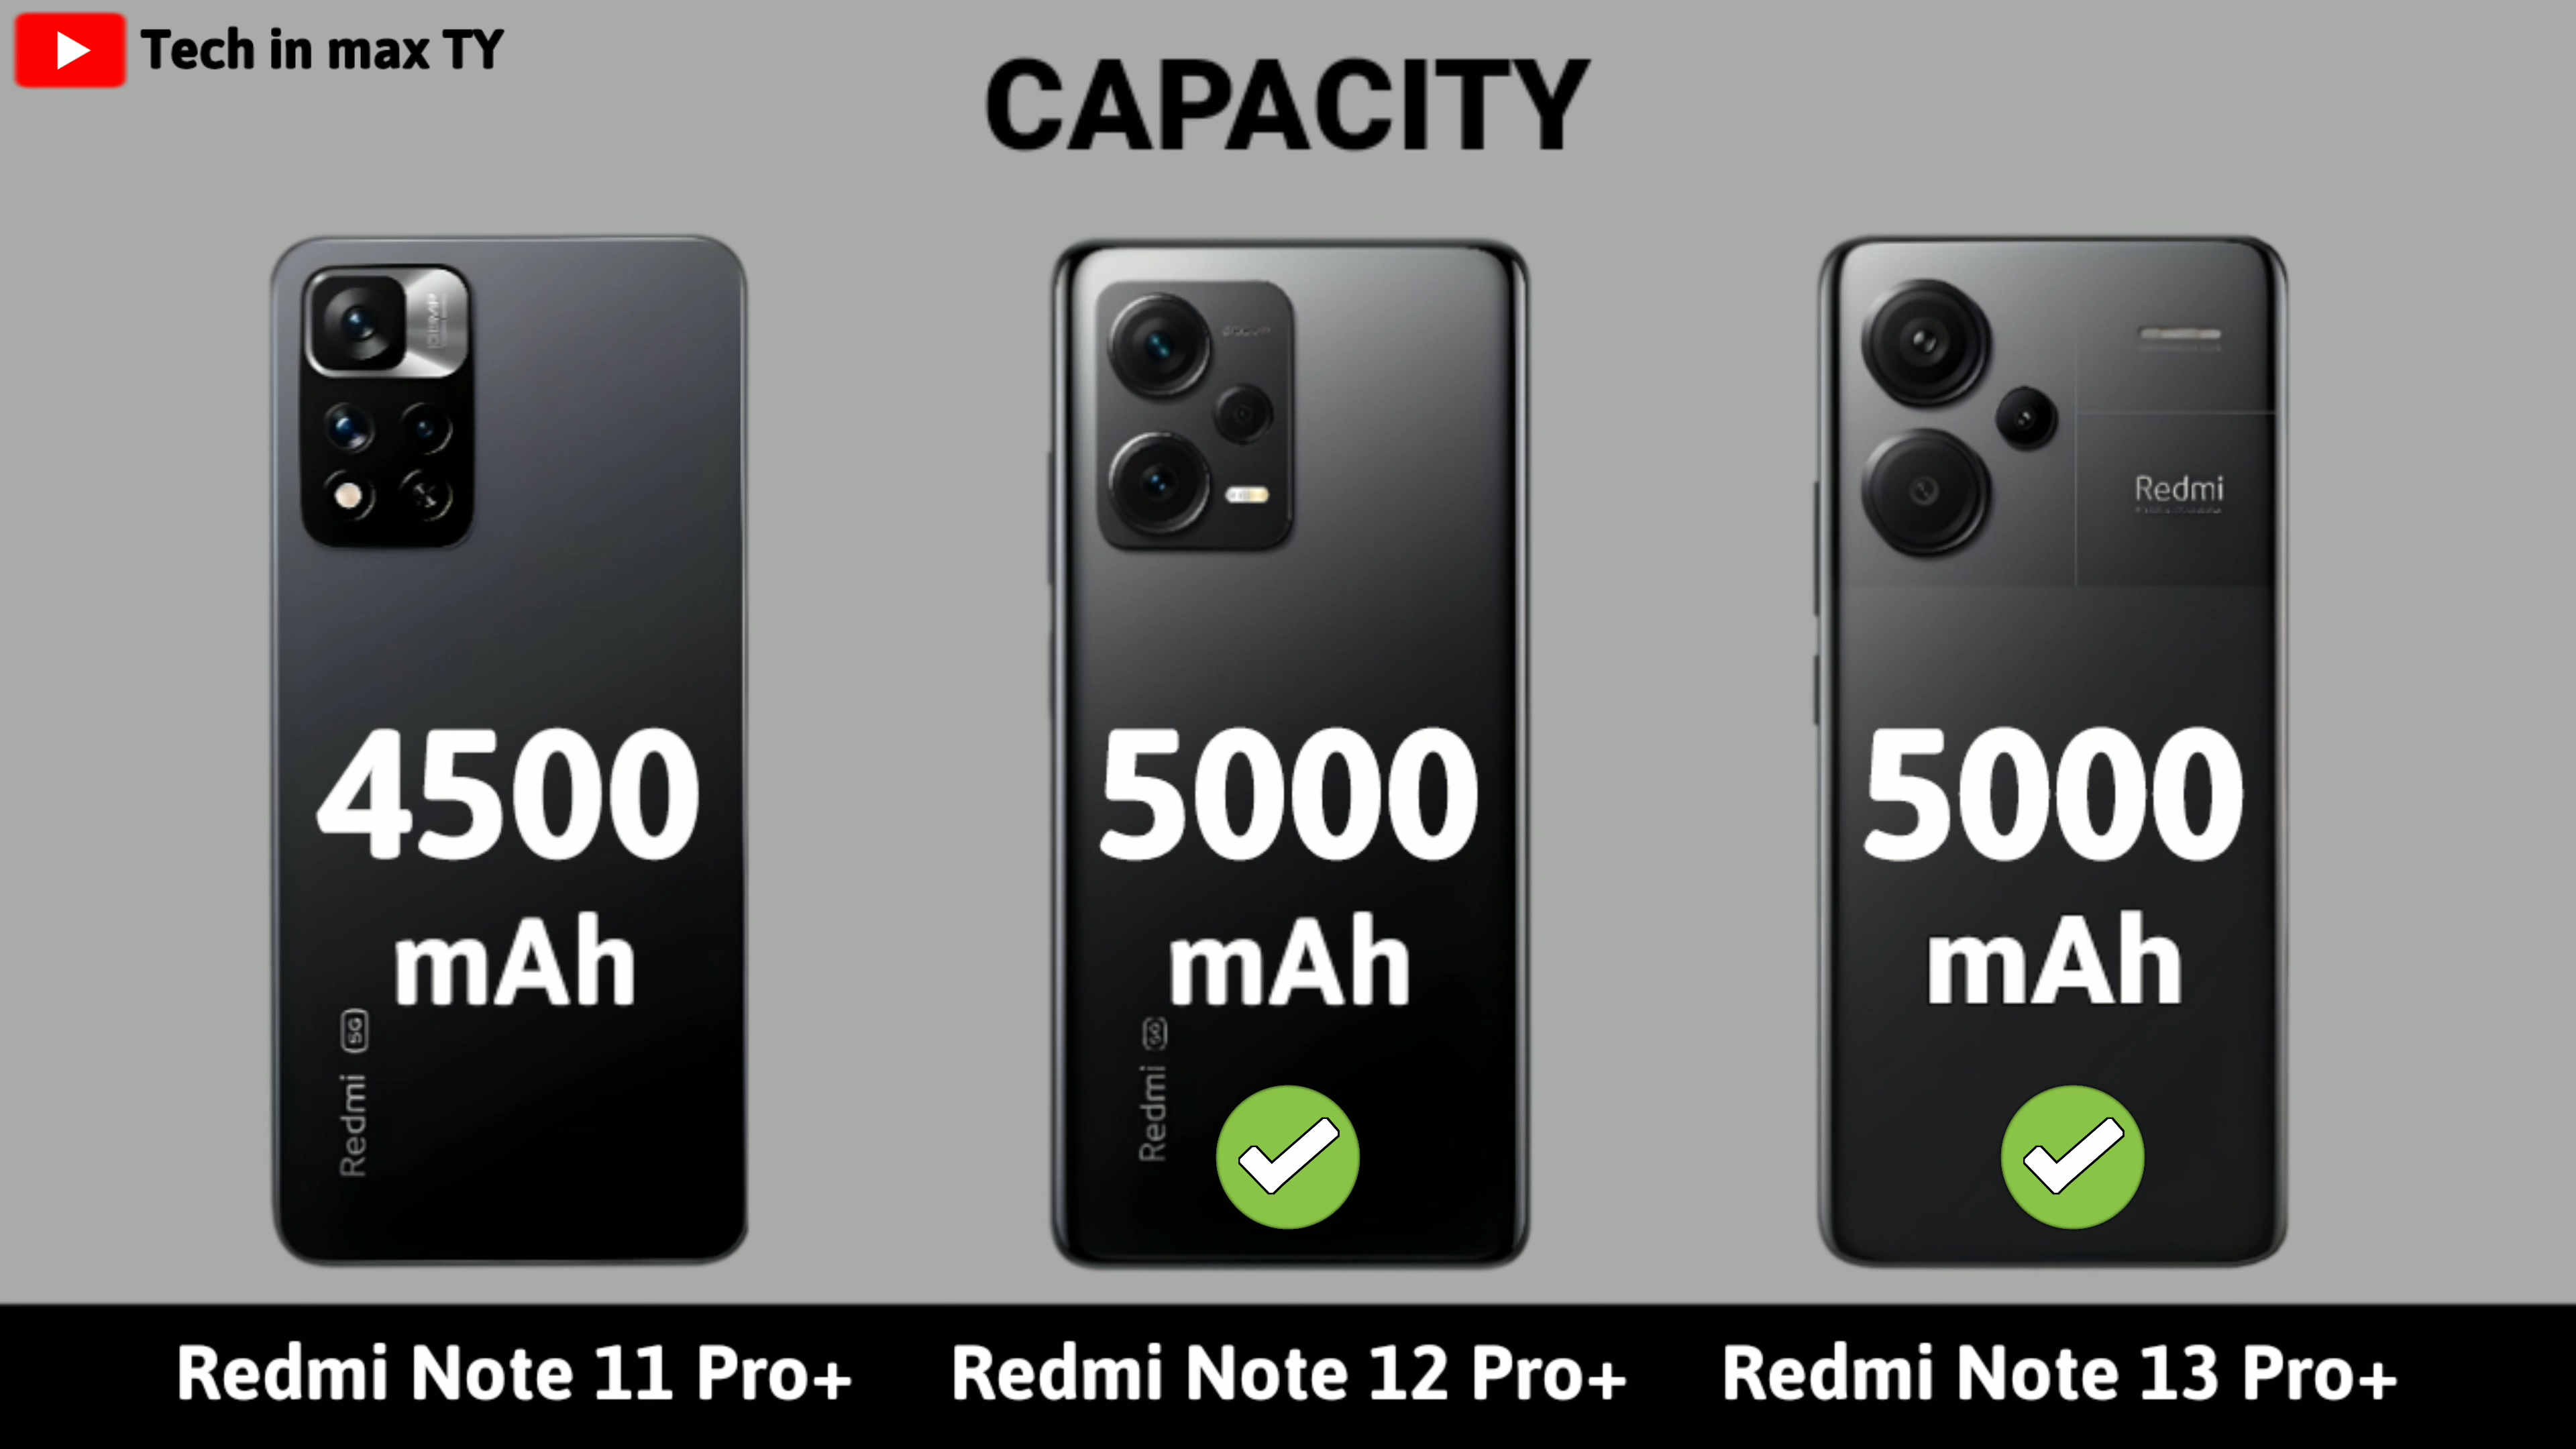 Tech in max TY
CAPACITY
Redmi
4500
mAh
5000
mAh
5000
mAh
Redmi 5G
Redmi 5G
Redmi Note 11 Pro+
Redmi Note 12 Pro+
Redmi Note 13 Pro+